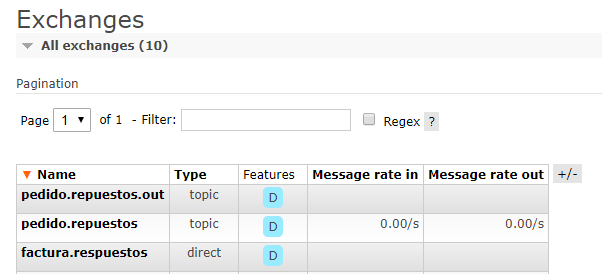 Exchanges
▼ All exchanges (10)
Pagination
Page 1 ▼ of 1 - Filter: Regex ?
▼ Name Type Features Message rate in Message rate out +/-
pedido.repuestos.out topic D
pedido.repuestos topic D 0.00/s 0.00/s
factura.respuestos direct D